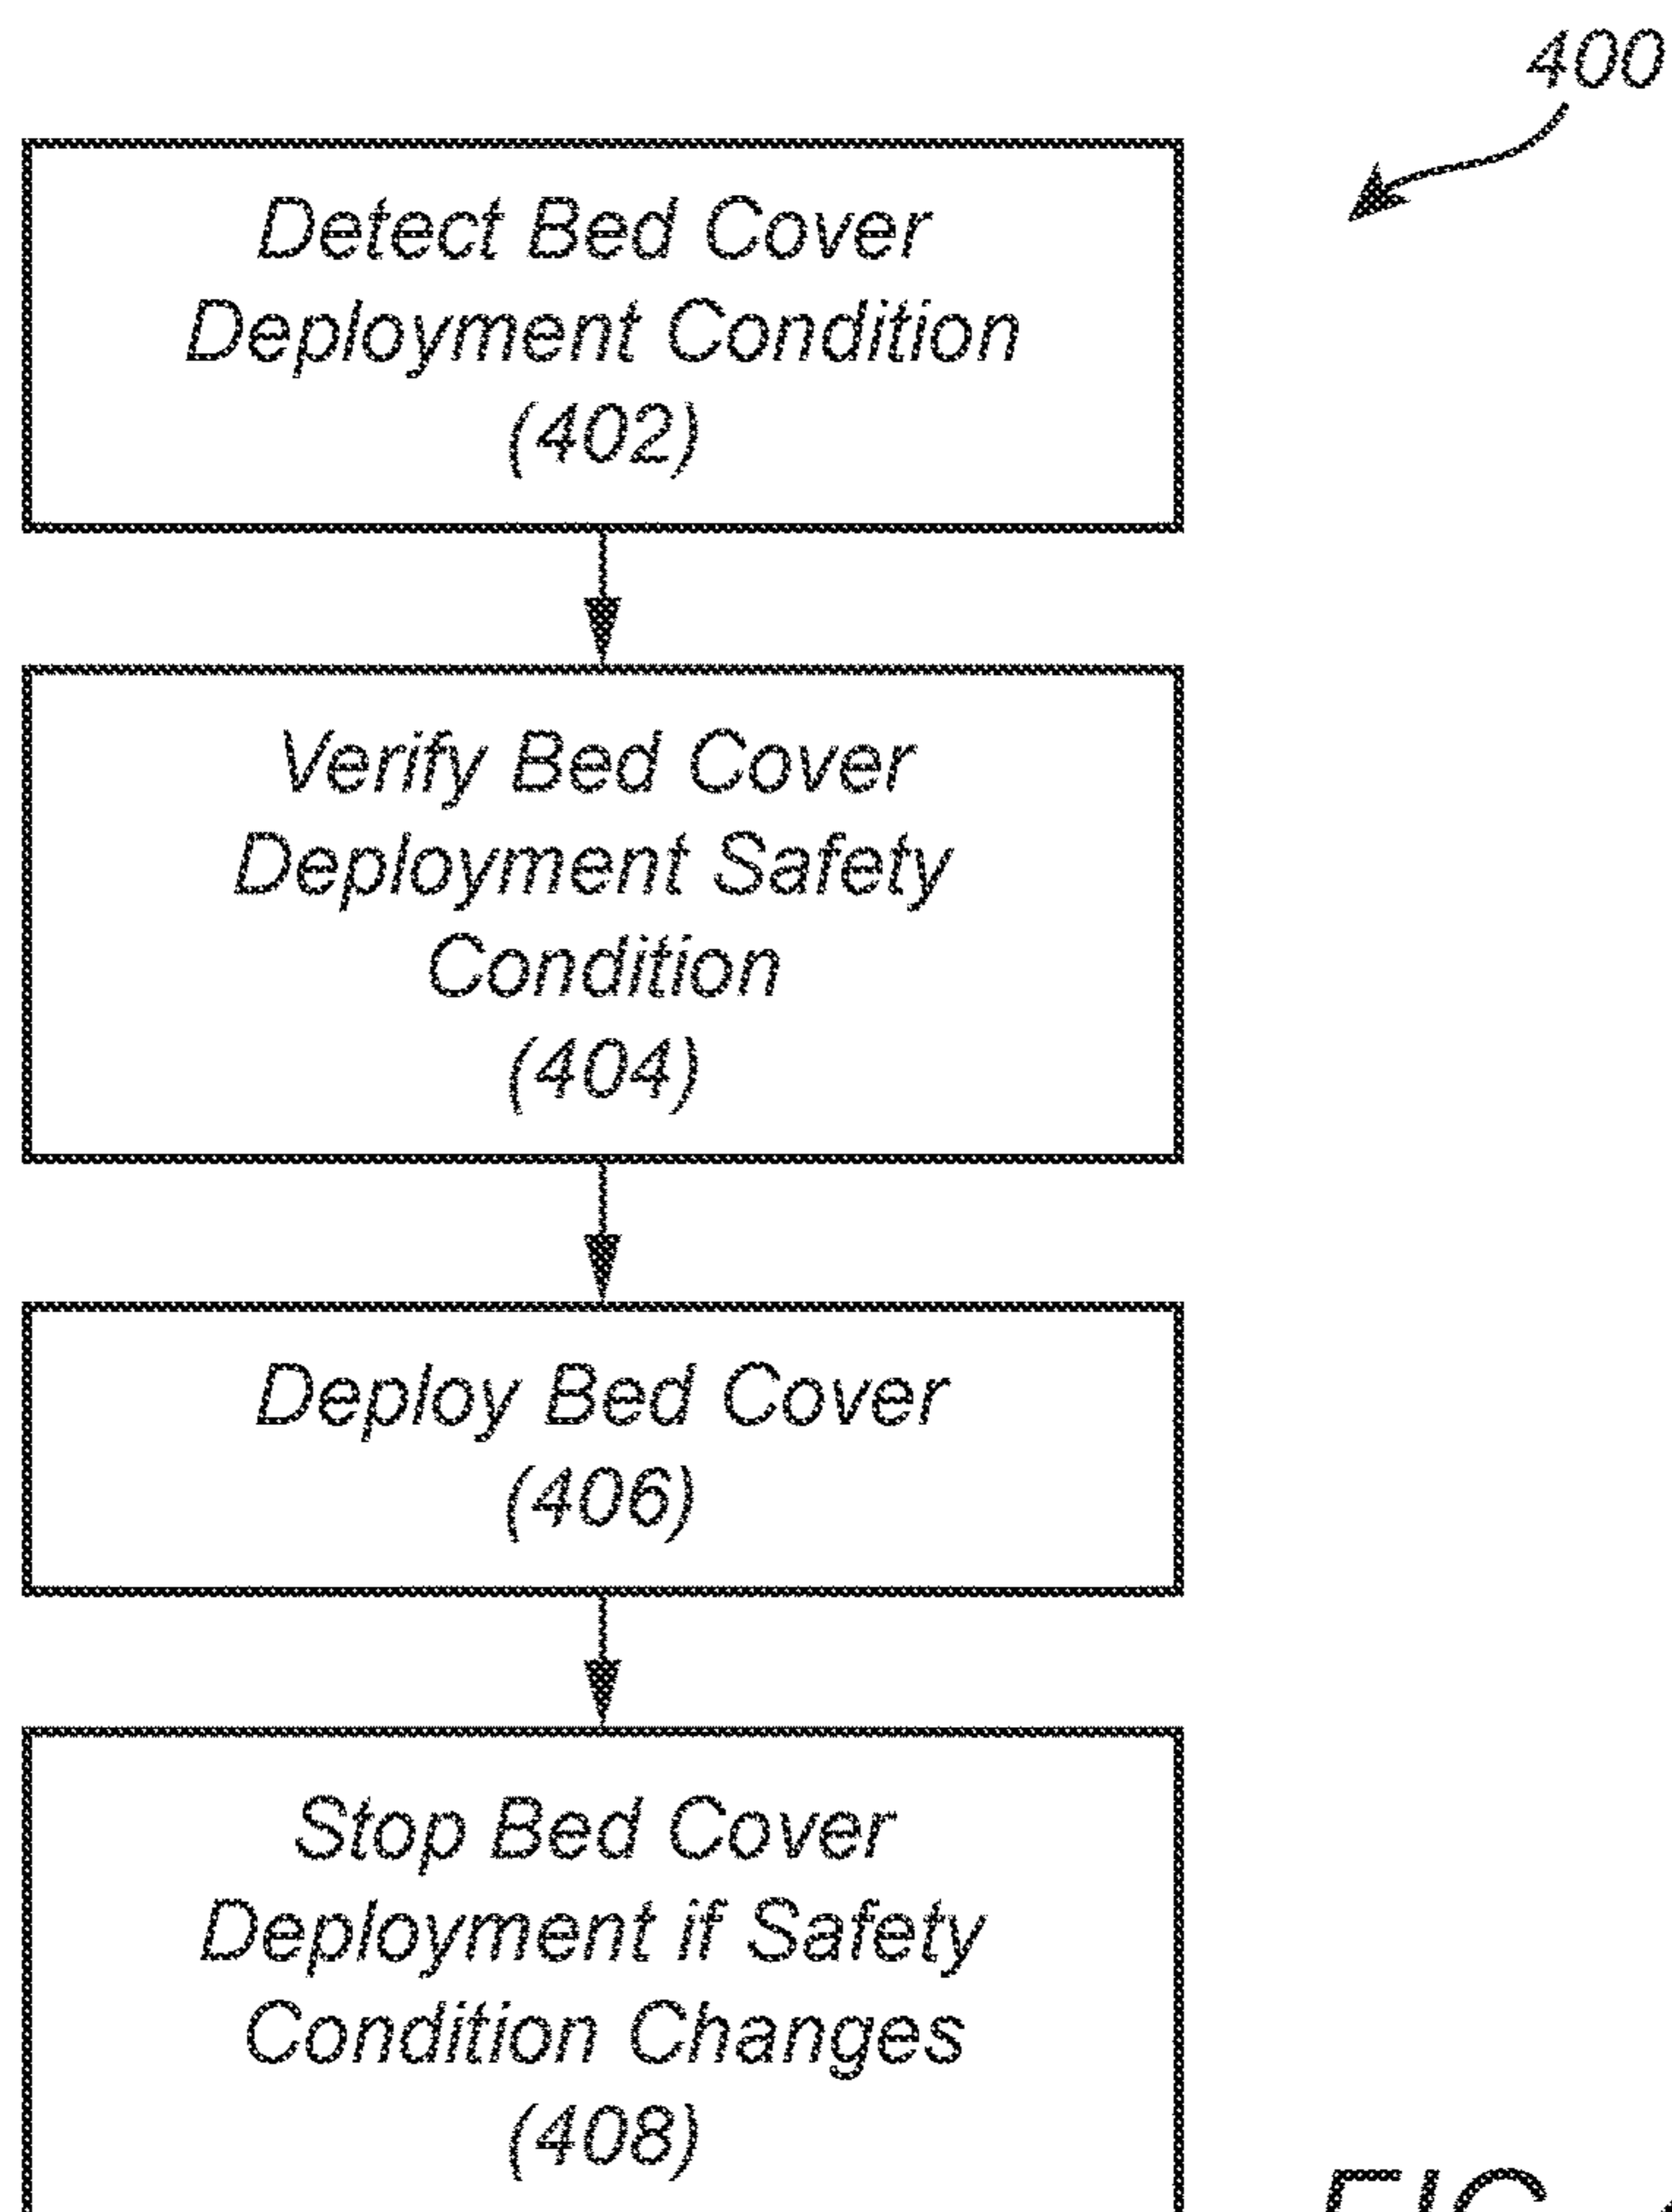 400
Detect Bed Cover
Deployment Condition
(402)
Verify Bed Cover
Deployment Safety
Condition
(404)
Deploy Bed Cover
(406)
Stop Bed Cover
Deployment if Safety
Condition Changes
(408)